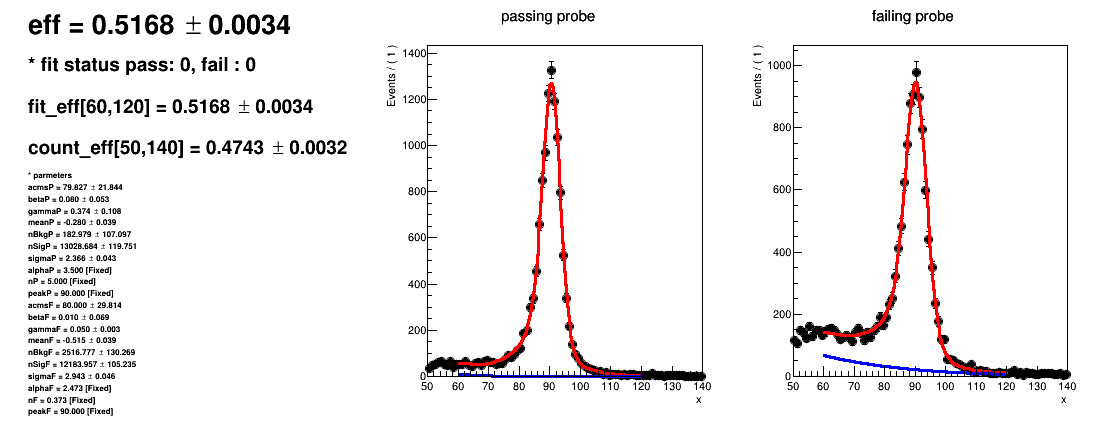 eff = 0.5168 ± 0.0034
* fit status pass: 0, fail : 0
fit_eff[60,120] = 0.5168 ± 0.0034
count_eff[50,140] = 0.4743 ± 0.0032
* parmeters
acmsP = 79.827 ± 21.844
betaP = 0.080 ± 0.053
gammaP = 0.374 ± 0.108
meanP = -0.280 ± 0.039
nBkgP = 182.979 ± 107.097
nSigP = 13028.684 ± 119.751
sigmaP = 2.366 ± 0.043
alphaP = 3.500 [Fixed]
nP = 5.000 [Fixed]
peakP = 90.000 [Fixed]
acmsF = 80.000 ± 29.814
betaF = 0.010 ± 0.069
gammaF = 0.050 ± 0.003
meanF = -0.515 ± 0.039
nBkgF = 2516.777 ± 130.269
nSigF = 12183.957 ± 105.235
sigmaF = 2.943 ± 0.046
alphaF = 2.473 [Fixed]
nF = 0.373 [Fixed]
peakF = 90.000 [Fixed]
passing probe
Events / ( 1 )
1400
1200
1000
800
600
400
200
0
50 60 70 80 90 100 110 120 130 140
x
failing probe
Events / ( 1 )
1000
800
600
400
200
0
50 60 70 80 90 100 110 120 130 140
x